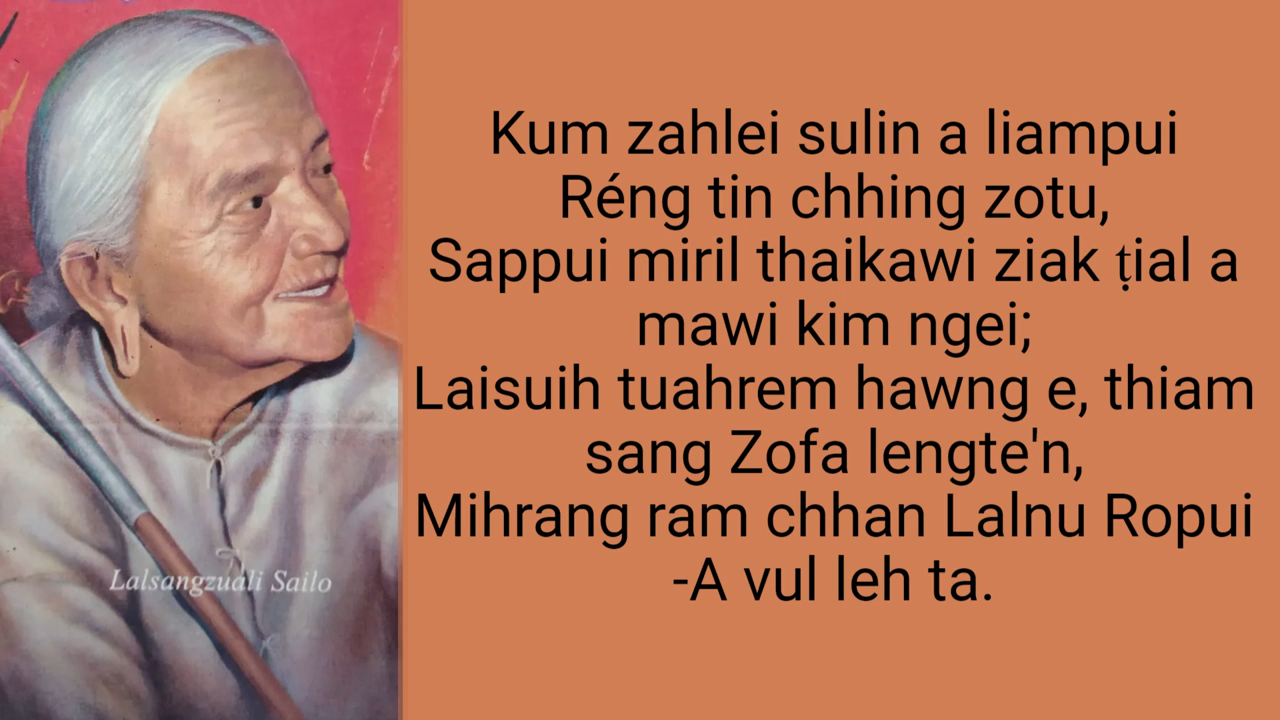 Kum zahlei sulin a liampui
Réng tin chhing zotu,
Sappui miril thaikawi ziak ṭial a
mawi kim ngei;
Laisuih tuahrem hawng e, thiam
sang Zofa lengte'n,
Mihrang ram chhan Lalnu Ropui
-A vul leh ta.
Lalsangzuali Sailo